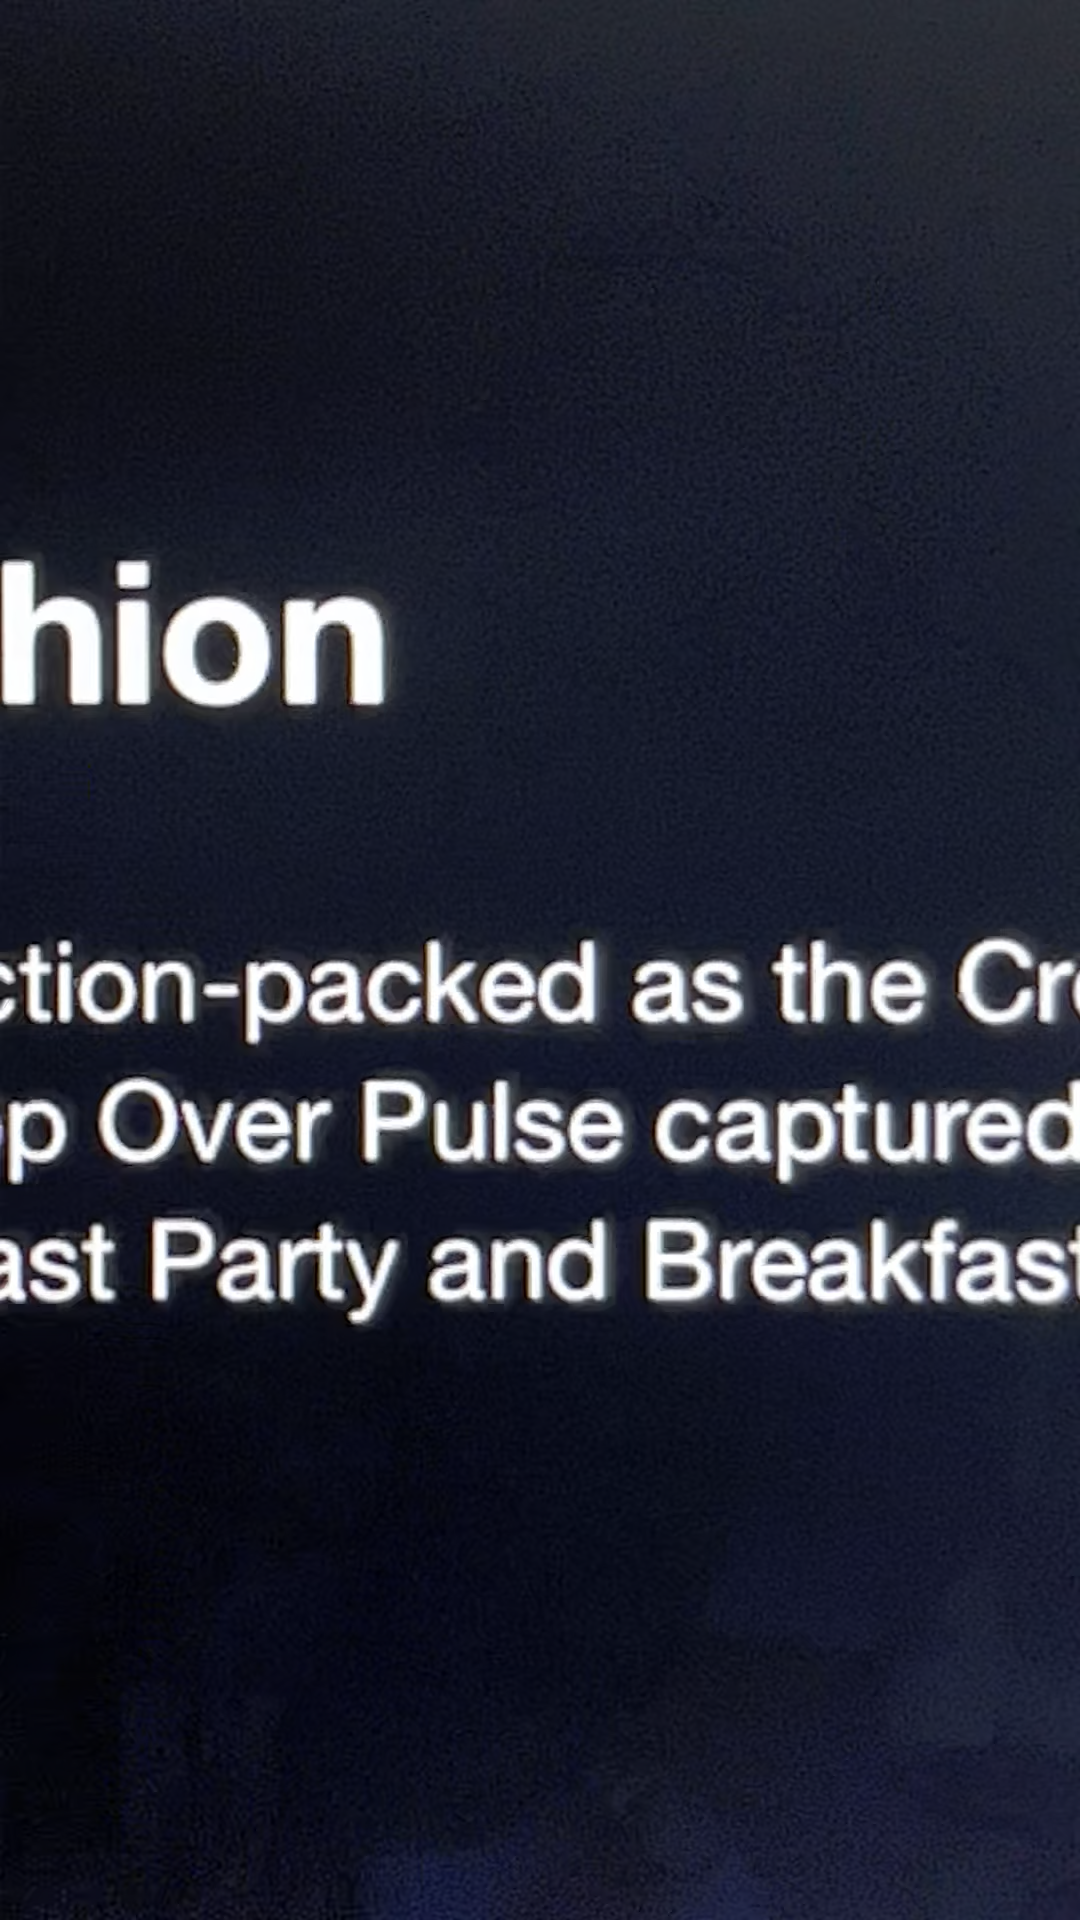 hion
ction-packed as the Cr
p Over Pulse captured
ast Party and Breakfast